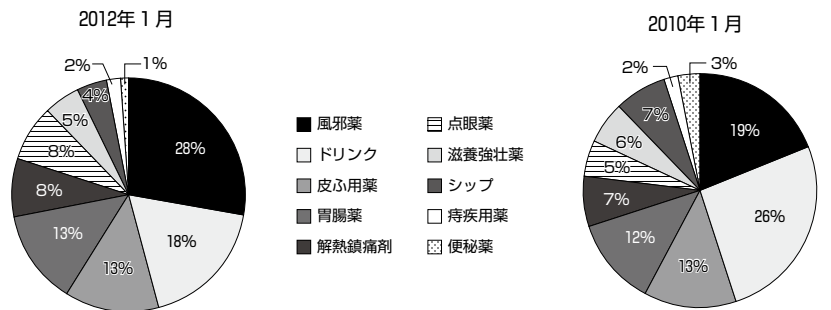 2012年1月
2010年1月
1%
2%
4%
5%
8%
8%
13%
13%
18%
28%
風邪薬
ドリンク
皮ふ用薬
胃腸薬
解熱鎮痛剤
点眼薬
滋養強壮薬
シップ
痔疾用薬
便秘薬
3%
2%
7%
6%
5%
7%
12%
13%
26%
19%